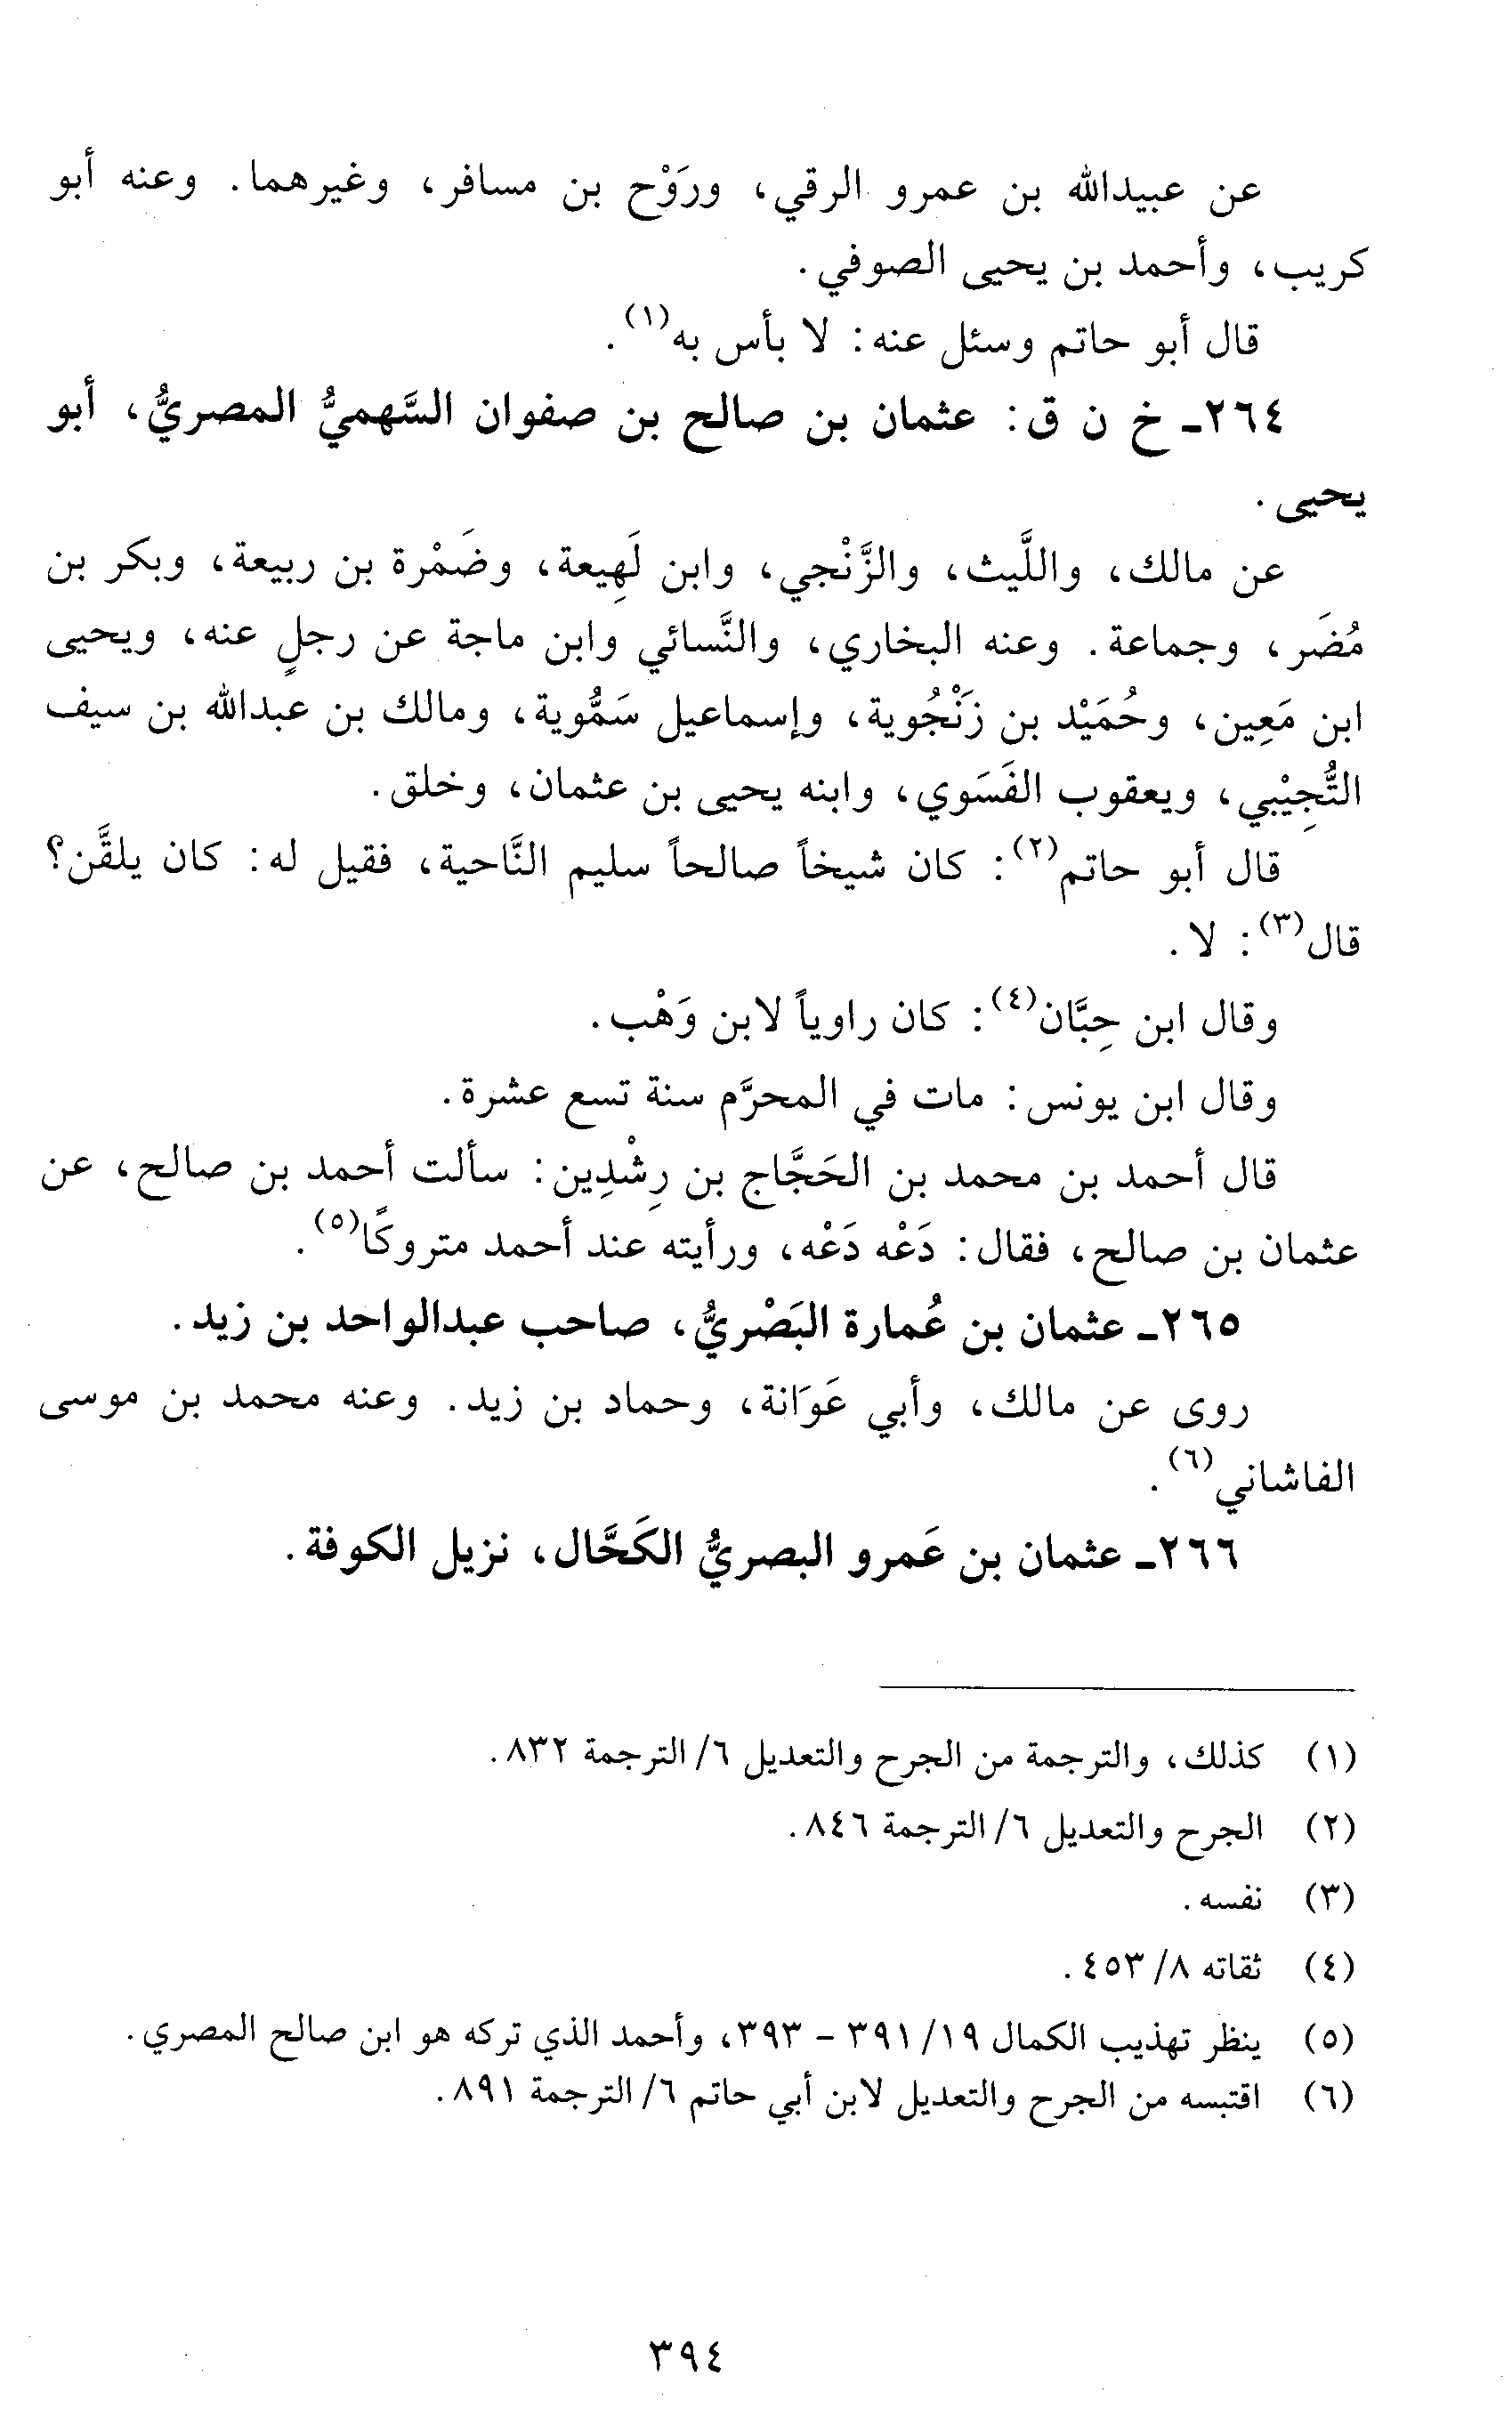 عن عبيدالله بن عمرو الرقي، ورَوْح بن مسافر، وغيرهما. وعنه أبو
كريب، وأحمد بن يحيى الصوفي.
قال أبو حاتم وسئل عنه: لا بأس به(١).
٢٦٤ـ خ ن ق: عثمان بن صالح بن صفوان السَّهميُّ المصريُّ، أبو
يحيى.
عن مالك، واللَّيث، والزَّنْجي، وابن لَهِيعة، وضَمْرة بن ربيعة، وبكر بن
مُضَر، وجماعة. وعنه البخاري، والنَّسائي وابن ماجة عن رجلٍ عنه، ويحيى
ابن مَعِين، وحُمَيْد بن زَنْجُوية، وإسماعيل سَمُّوية، ومالك بن عبدالله بن سيف
التُّجِيْبي، ويعقوب الفَسَوي، وابنه يحيى بن عثمان، وخلق.
قال أبو حاتم(٢): كان شيخاً صالحاً سليم النَّاحية، فقيل له: كان يلقَّن؟
قال(٣): لا.
وقال ابن حِبَّان(٤): كان راوياً لابن وَهْب.
وقال ابن يونس: مات في المحرَّم سنة تسع عشرة.
قال أحمد بن محمد بن الحَجَّاج بن رِشْدِين: سألت أحمد بن صالح، عن
عثمان بن صالح، فقال: دَعْه دَعْه، ورأيته عند أحمد متروكًا(٥).
٢٦٥ـ عثمان بن عُمارة البَصْريُّ، صاحب عبدالواحد بن زيد.
روى عن مالك، وأبي عَوَانة، وحماد بن زيد. وعنه محمد بن موسى
الفاشاني(٦).
٢٦٦ـ عثمان بن عَمرو البصريُّ الكَحَّال، نزيل الكوفة.
(١) كذلك، والترجمة من الجرح والتعديل ٦/ الترجمة ٨٣٢.
(٢) الجرح والتعديل ٦/ الترجمة ٨٤٦.
(٣) نفسه.
(٤) ثقاته ٨/ ٤٥٣.
(٥) ينظر تهذيب الكمال ١٩/ ٣٩١ - ٣٩٣، وأحمد الذي تركه هو ابن صالح المصري.
(٦) اقتبسه من الجرح والتعديل لابن أبي حاتم ٦/ الترجمة ٨٩١.
٣٩٤